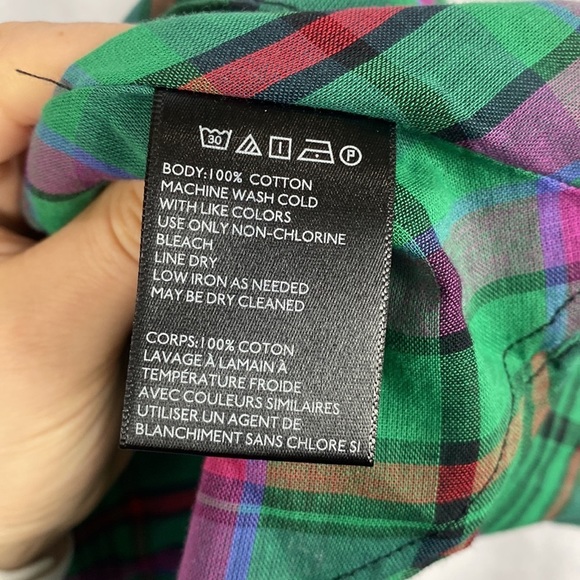 30 P
BODY:100% COTTON
MACHINE WASH COLD
WITH LIKE COLORS
USE ONLY NON-CHLORINE
BLEACH
LINE DRY
LOW IRON AS NEEDED
MAY BE DRY CLEANED
CORPS:100% COTON
LAVAGE À LAMAIN À
TEMPÉRATURE FROIDE
AVEC COULEURS SIMILAIRES
UTILISER UN AGENT DE
BLANCHIMENT SANS CHLORE SI